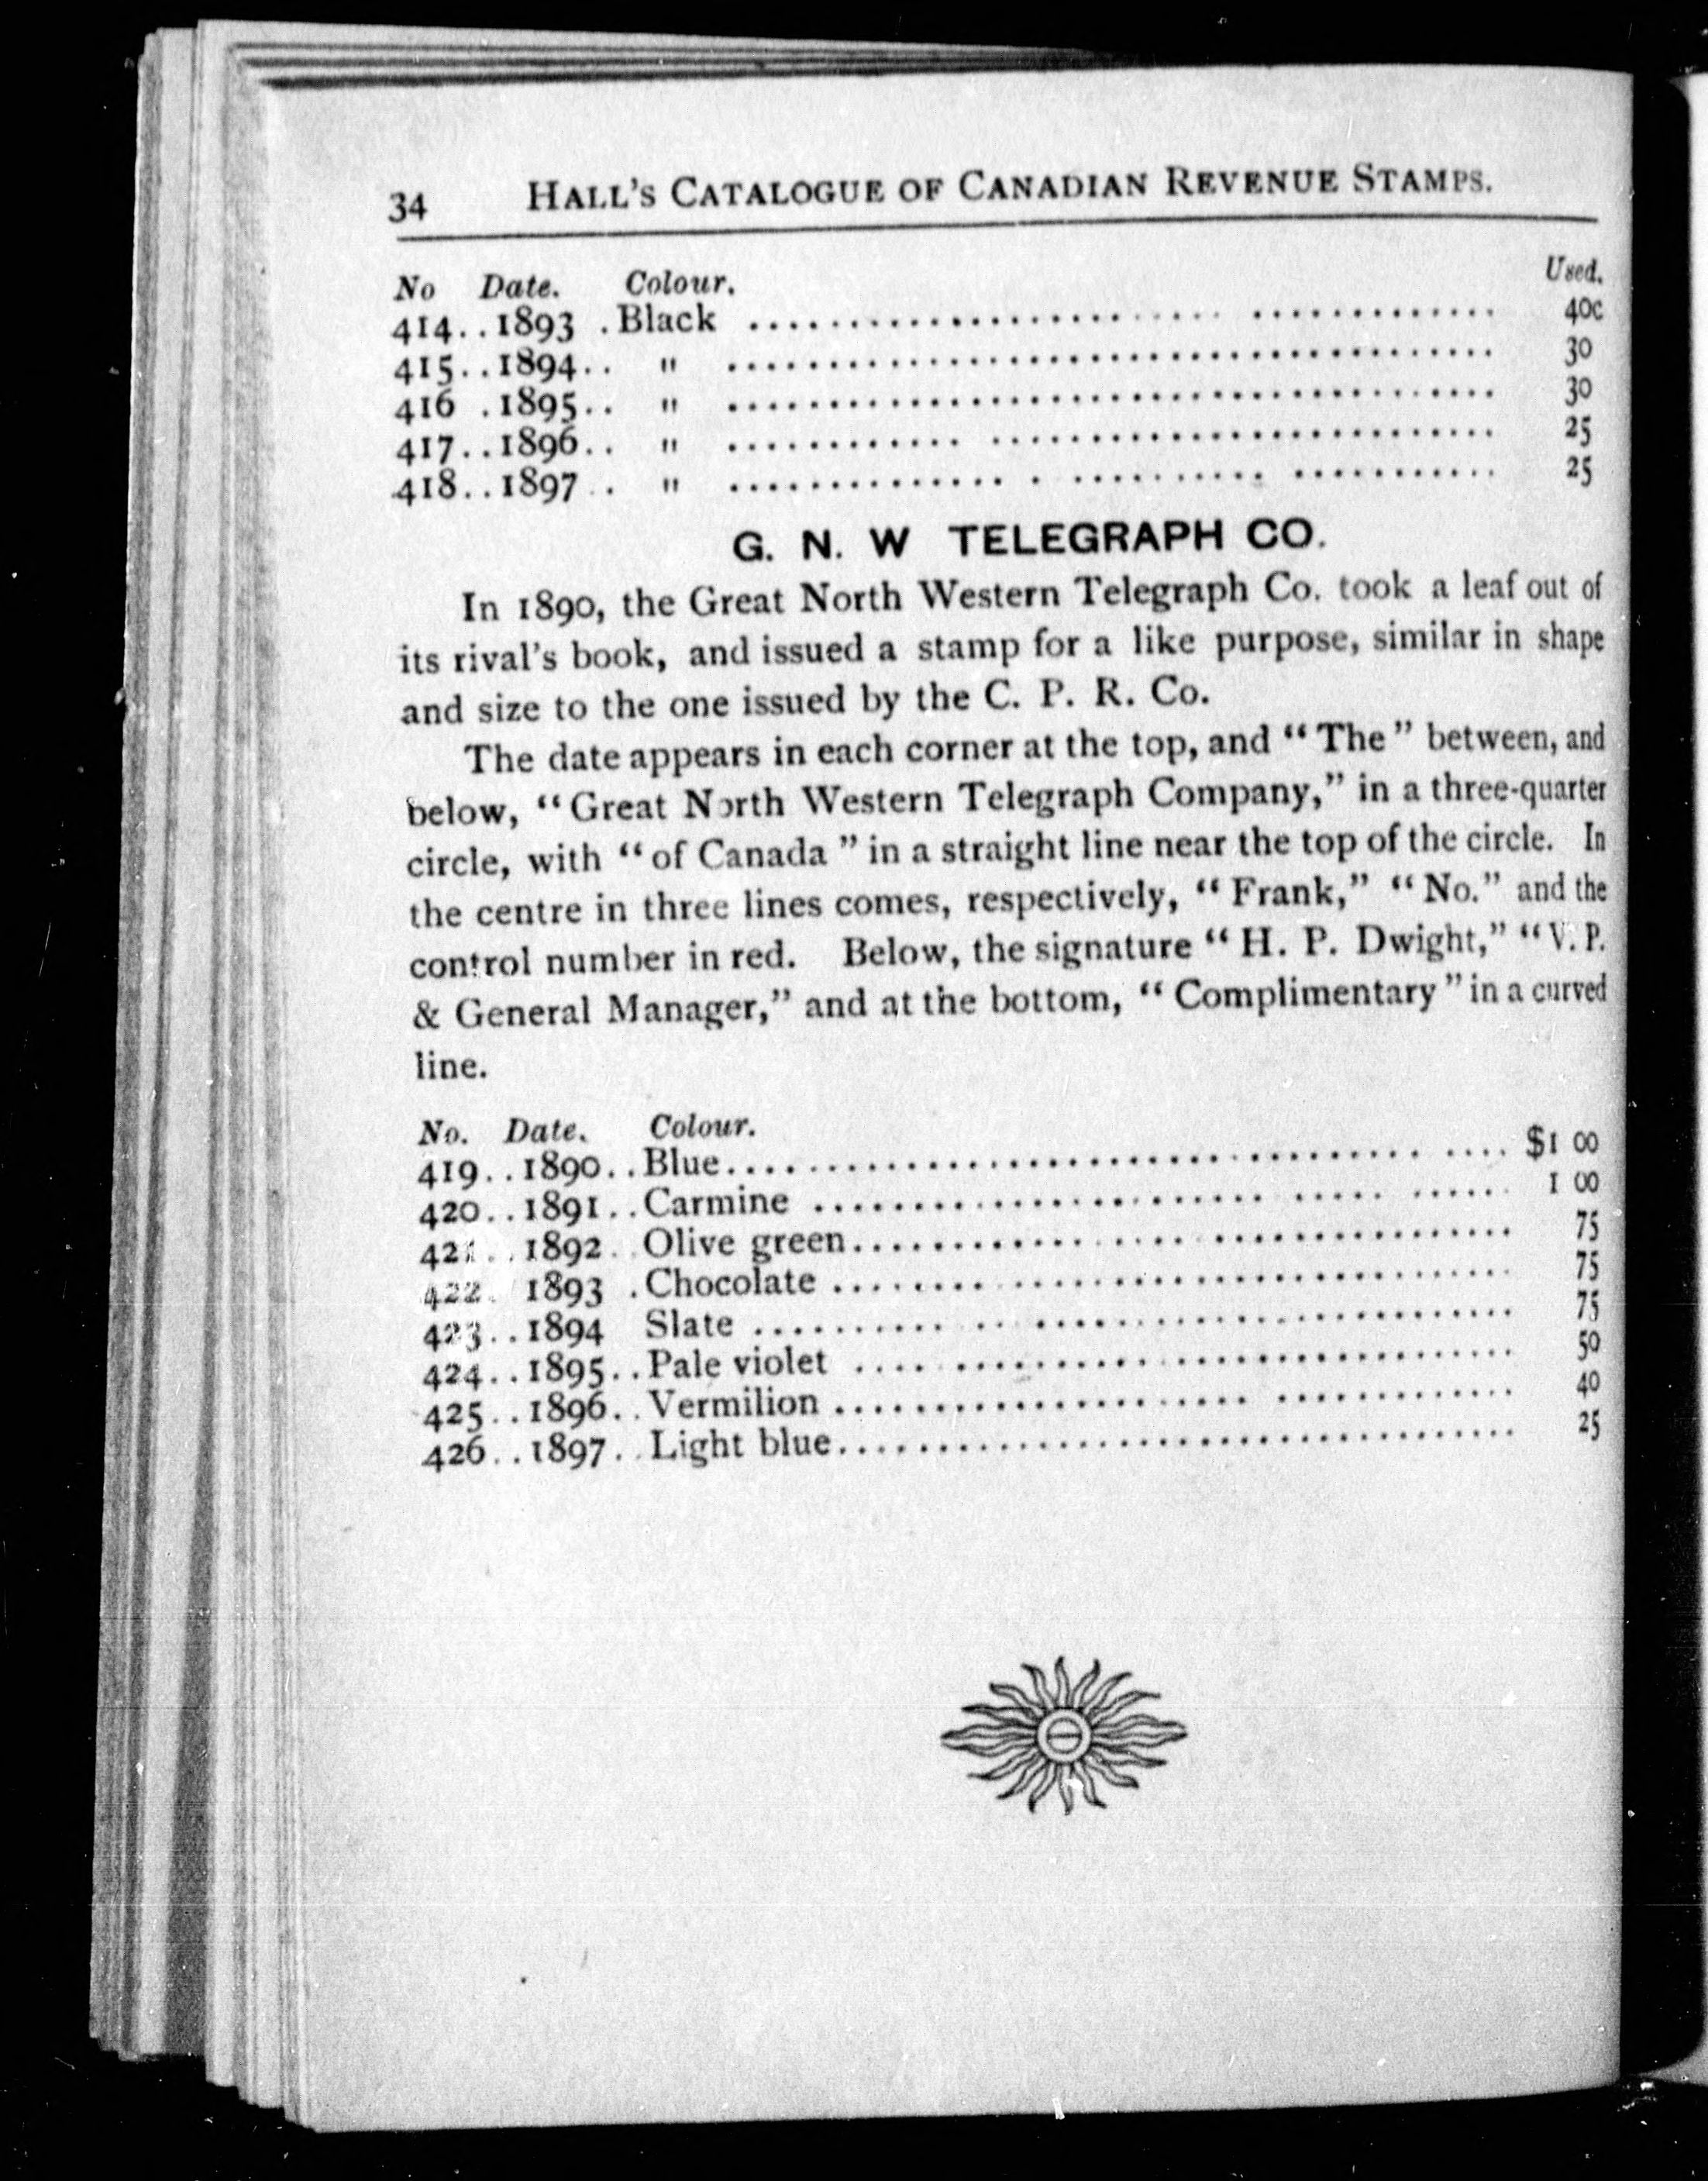 34 HALL'S CATALOGUE OF CANADIAN REVENUE STAMPS.
No Date. Colour. Used.
414..1893 .Black ........................................ 40c
415..1894.. " ........................................ 30
416 .1895.. " ........................................ 30
417..1896.. " ........................................ 25
418..1897 .. " ........................................ 25
G. N. W TELEGRAPH CO.
In 1890, the Great North Western Telegraph Co. took a leaf out of
its rival's book, and issued a stamp for a like purpose, similar in shape
and size to the one issued by the C. P. R. Co.
The date appears in each corner at the top, and "The" between, and
below, "Great North Western Telegraph Company," in a three-quarter
circle, with "of Canada" in a straight line near the top of the circle. In
the centre in three lines comes, respectively, "Frank," "No." and the
control number in red. Below, the signature "H. P. Dwight," "V. P.
& General Manager," and at the bottom, "Complimentary" in a curved
line.
No. Date. Colour.
419..1890..Blue........................................ $1 00
420..1891..Carmine ........................................ 1 00
421..1892..Olive green........................................ 75
422. 1893 .Chocolate ........................................ 75
423..1894 Slate ........................................ 75
424..1895..Pale violet ........................................ 50
425..1896..Vermilion ........................................ 40
426..1897..Light blue........................................ 25